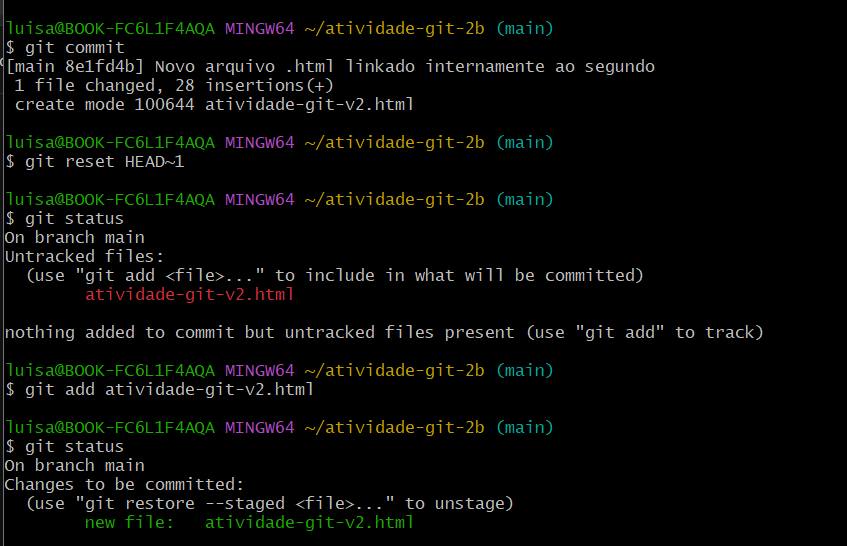 luisa@BOOK-FC6L1F4AQA MINGW64 ~/atividade-git-2b (main)
$ git commit
[main 8e1fd4b] Novo arquivo .html linkado internamente ao segundo
 1 file changed, 28 insertions(+)
 create mode 100644 atividade-git-v2.html

luisa@BOOK-FC6L1F4AQA MINGW64 ~/atividade-git-2b (main)
$ git reset HEAD~1

luisa@BOOK-FC6L1F4AQA MINGW64 ~/atividade-git-2b (main)
$ git status
On branch main
Untracked files:
  (use "git add <file>..." to include in what will be committed)
        atividade-git-v2.html

nothing added to commit but untracked files present (use "git add" to track)

luisa@BOOK-FC6L1F4AQA MINGW64 ~/atividade-git-2b (main)
$ git add atividade-git-v2.html

luisa@BOOK-FC6L1F4AQA MINGW64 ~/atividade-git-2b (main)
$ git status
On branch main
Changes to be committed:
  (use "git restore --staged <file>..." to unstage)
        new file:   atividade-git-v2.html